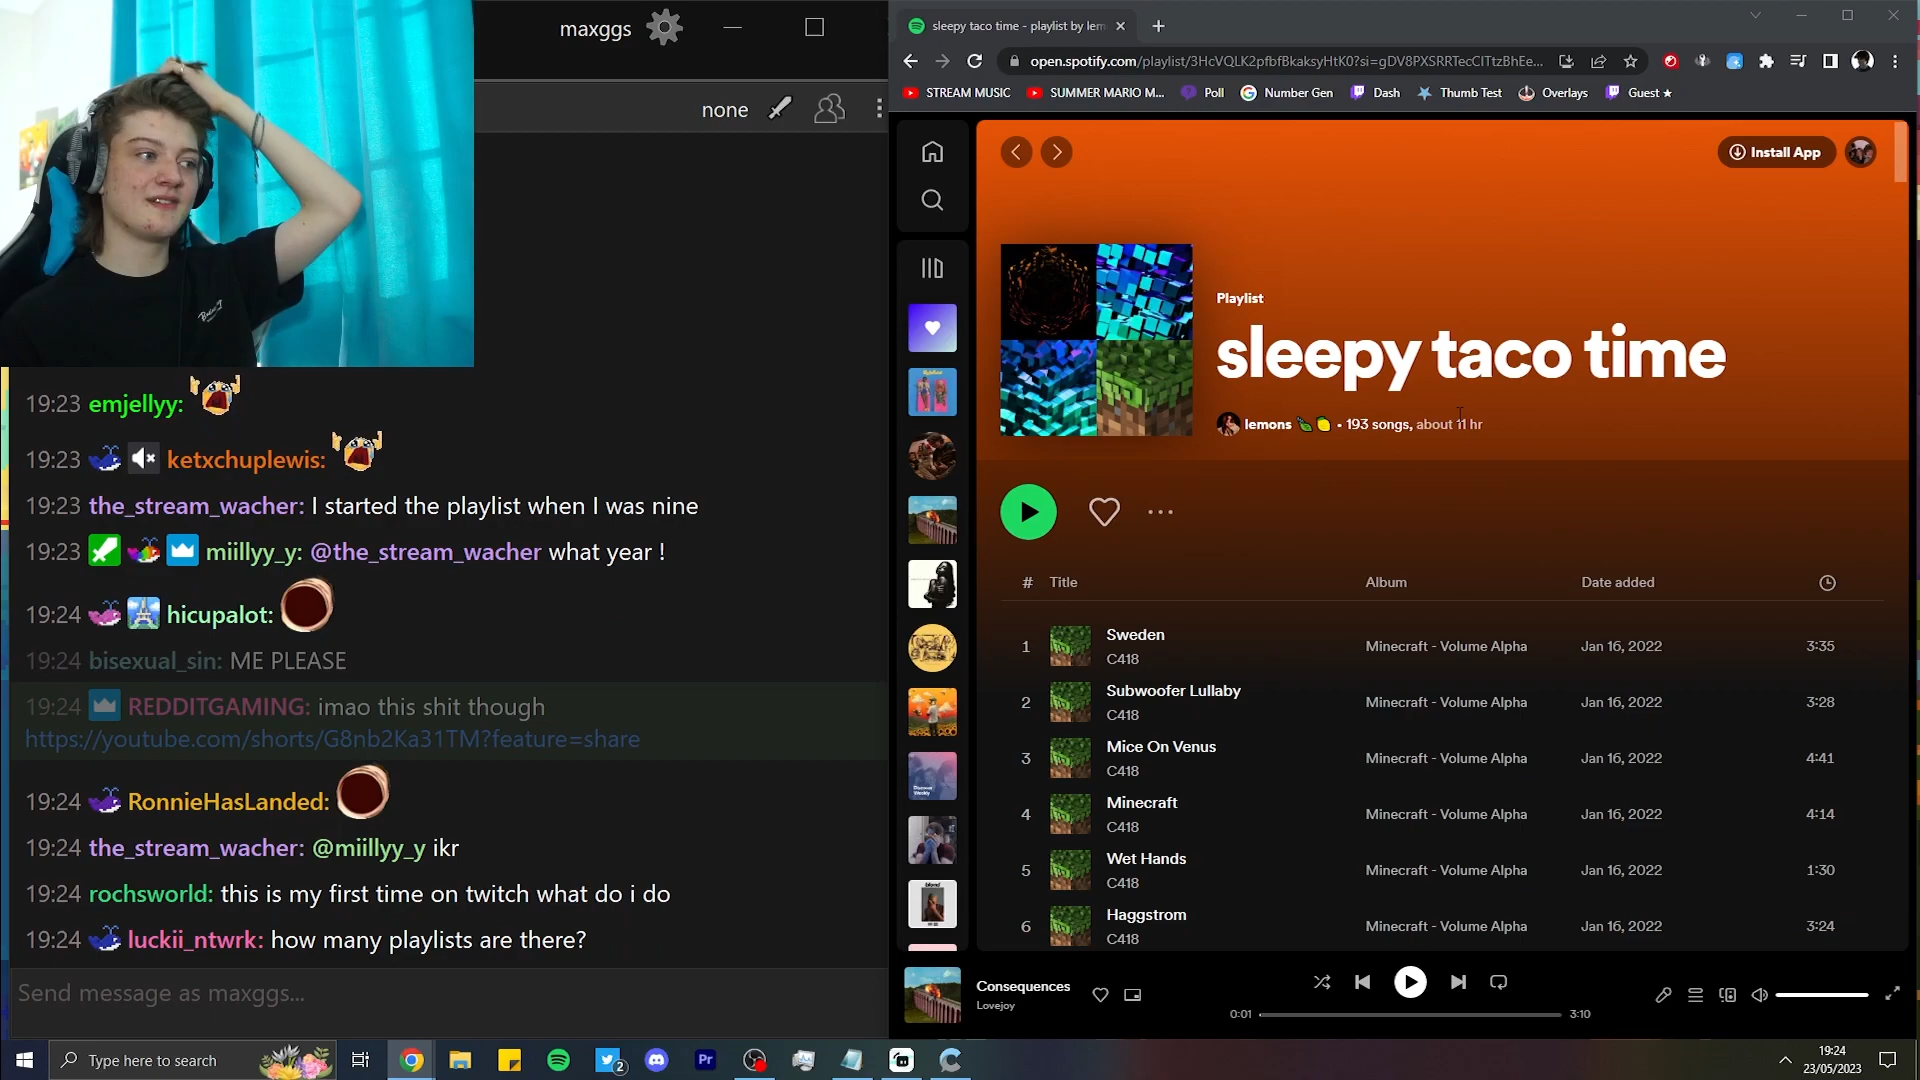 maxggs
none
19:23 emjellyy:
19:23 ketxchuplewis:
19:23 the_stream_wacher: I started the playlist when I was nine
19:23 miillyy_y: @the_stream_wacher what year !
19:24 hicupalot:
19:24 bisexual_sin: ME PLEASE
19:24 REDDITGAMING: imao this shit though
https://youtube.com/shorts/G8nb2Ka31TM?feature=share
19:24 RonnieHasLanded:
19:24 the_stream_wacher: @miillyy_y ikr
19:24 rochsworld: this is my first time on twitch what do i do
19:24 luckii_ntwrk: how many playlists are there?
Send message as maxggs...
sleepy taco time - playlist by lem
open.spotify.com/playlist/3HcVQLK2pfbfBkaksyHtK0?si=gDV8PXSRRTecCITtzBhEe...
STREAM MUSIC SUMMER MARIO M... Poll Number Gen Dash Thumb Test Overlays Guest ★
Install App
Playlist
sleepy taco time
lemons • 193 songs, about 11 hr
# Title Album Date added
1 Sweden Minecraft - Volume Alpha Jan 16, 2022 3:35
C418
2 Subwoofer Lullaby Minecraft - Volume Alpha Jan 16, 2022 3:28
C418
3 Mice On Venus Minecraft - Volume Alpha Jan 16, 2022 4:41
C418
4 Minecraft Minecraft - Volume Alpha Jan 16, 2022 4:14
C418
5 Wet Hands Minecraft - Volume Alpha Jan 16, 2022 1:30
C418
6 Haggstrom Minecraft - Volume Alpha Jan 16, 2022 3:24
C418
Consequences
Lovejoy
0:01 3:10
Type here to search
2
Pr
19:24
23/05/2023